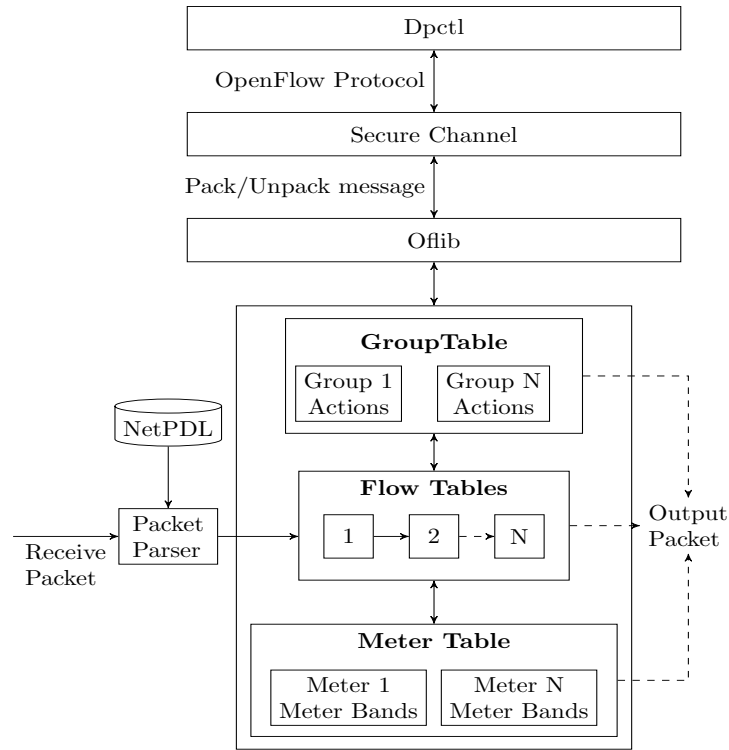 Dpctl
OpenFlow Protocol
Secure Channel
Pack/Unpack message
Oflib
GroupTable
Group 1
Actions
Group N
Actions
NetPDL
Flow Tables
Packet
Parser
1
2
N
Receive
Packet
Output
Packet
Meter Table
Meter 1
Meter Bands
Meter N
Meter Bands